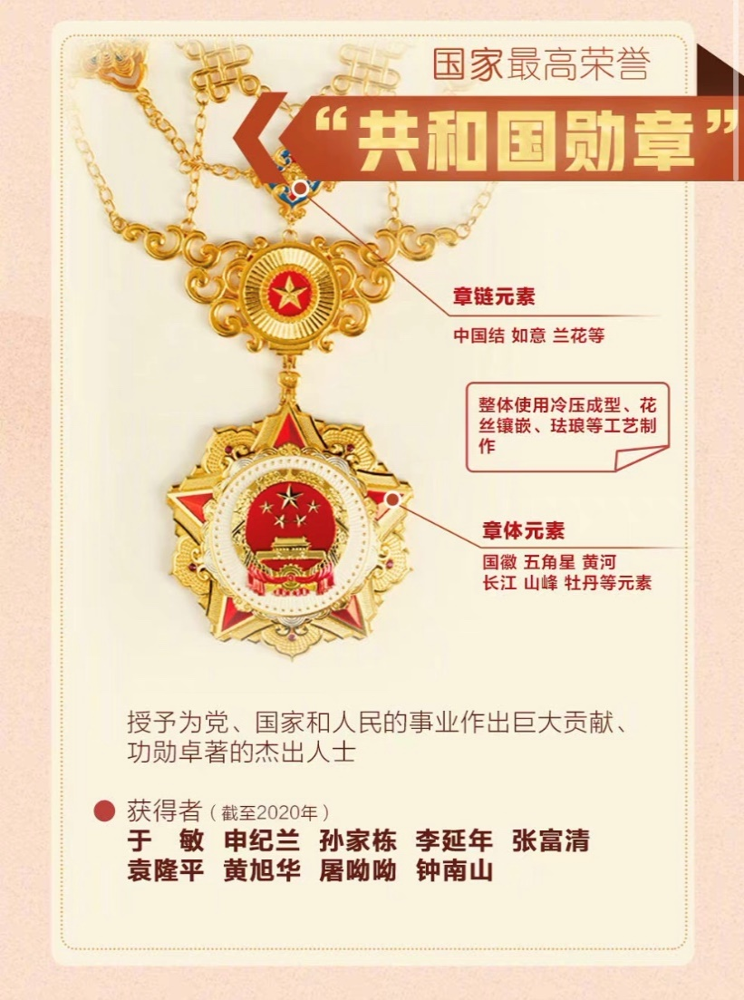 国家最高荣誉
“共和国勋章”
章链元素
中国结 如意 兰花等
整体使用冷压成型、花
丝镶嵌、珐琅等工艺制
作
章体元素
国徽 五角星 黄河
长江 山峰 牡丹等元素
授予为党、国家和人民的事业作出巨大贡献、
功勋卓著的杰出人士
获得者（截至2020年）
于　敏 申纪兰 孙家栋 李延年 张富清
袁隆平 黄旭华 屠呦呦 钟南山